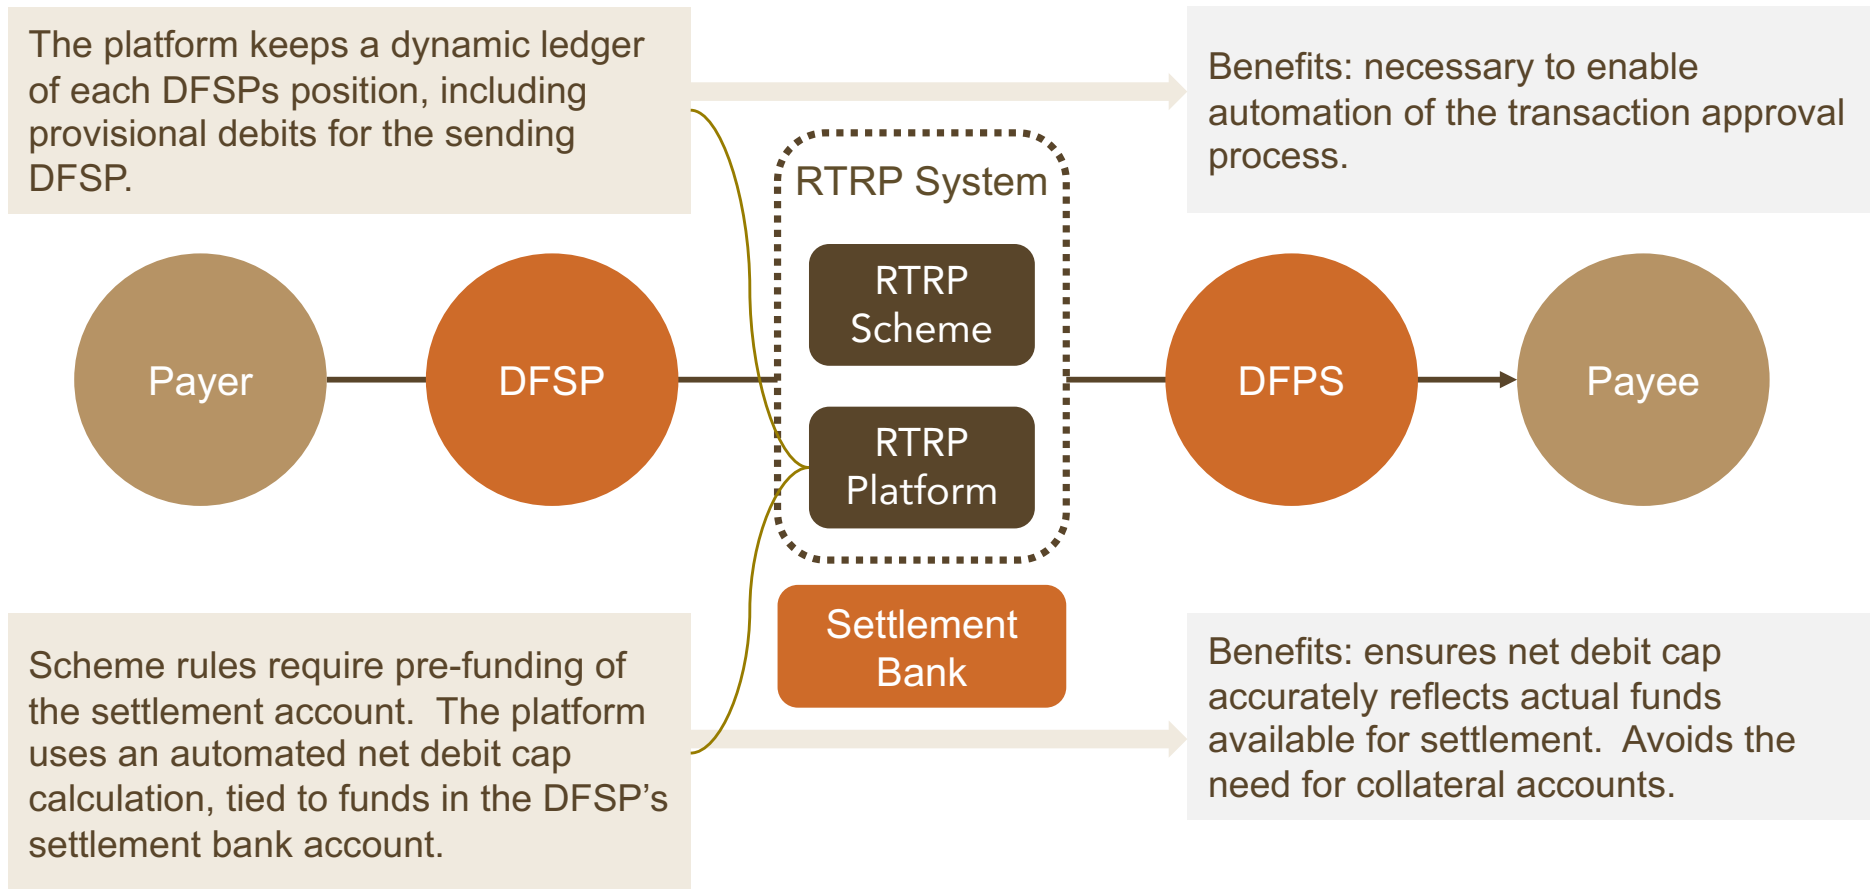 The platform keeps a dynamic ledger
of each DFSPs position, including
provisional debits for the sending
DFSP.
Benefits: necessary to enable
automation of the transaction approval
process.
RTRP System
RTRP
Scheme
Payer
DFSP
DFPS
Payee
RTRP
Platform
Settlement
Bank
Scheme rules require pre-funding of
the settlement account.  The platform
uses an automated net debit cap
calculation, tied to funds in the DFSP’s
settlement bank account.
Benefits: ensures net debit cap
accurately reflects actual funds
available for settlement.  Avoids the
need for collateral accounts.